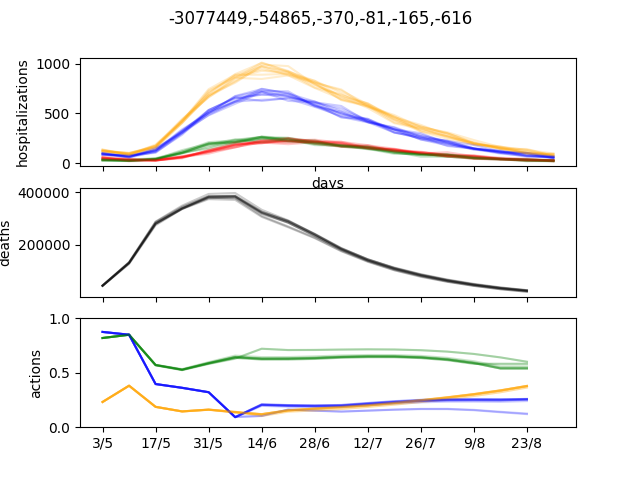 -3077449,-54865,-370,-81,-165,-616
hospitalizations
1000
500
0
days
deaths
400000
200000
actions
1.0
0.5
0.0
3/5 17/5 31/5 14/6 28/6 12/7 26/7 9/8 23/8